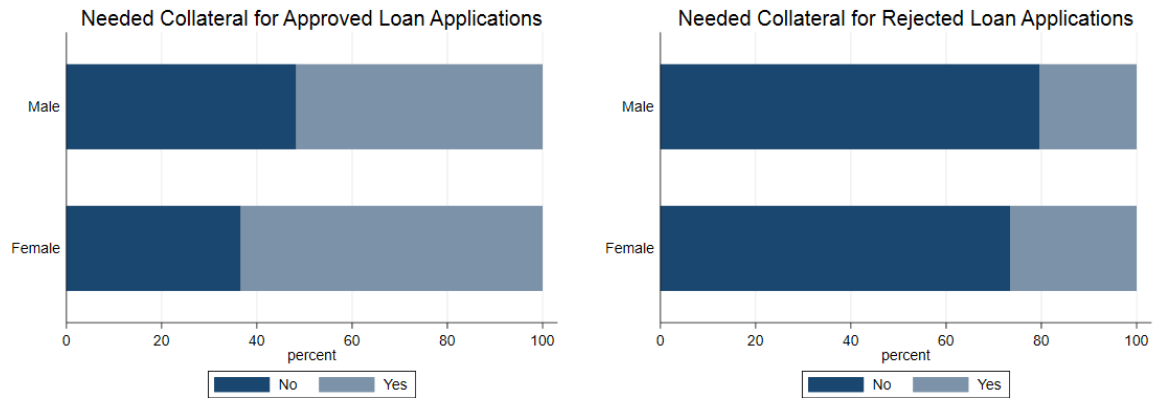 Needed Collateral for Approved Loan Applications
Male
Female
0 20 40 60 80 100
percent
No Yes
Needed Collateral for Rejected Loan Applications
Male
Female
0 20 40 60 80 100
percent
No Yes